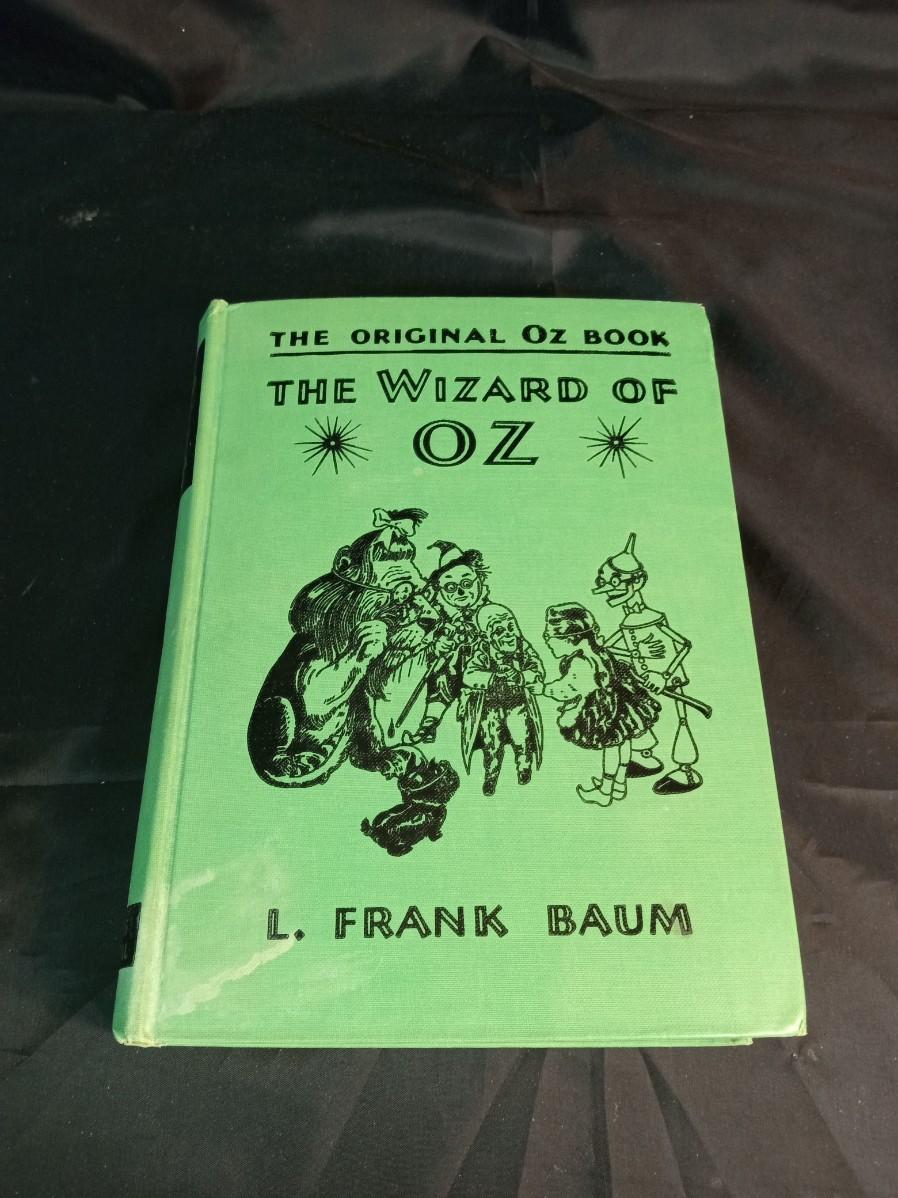 THE ORIGINAL OZ BOOK
THE WIZARD OF
OZ
L. FRANK BAUM